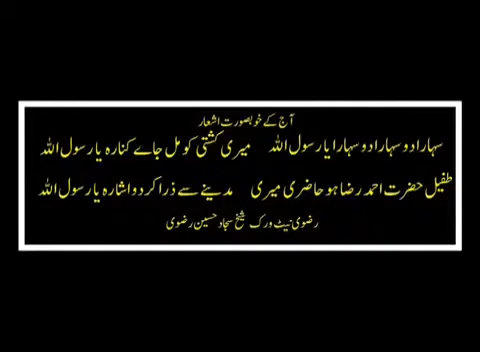 آج کے خوبصورت اشعار
سہارا دو سہارا دو سہارا یا رسول اللہ میری کشتی کو مل جاے کنارہ یا رسول اللہ
طفیل حضرت احمد رضا ہو حاضری میری مدینے سے ذرا کر دو اشارہ یا رسول اللہ
رضوی نیٹ ورک شیخ سجاد حسین رضوی